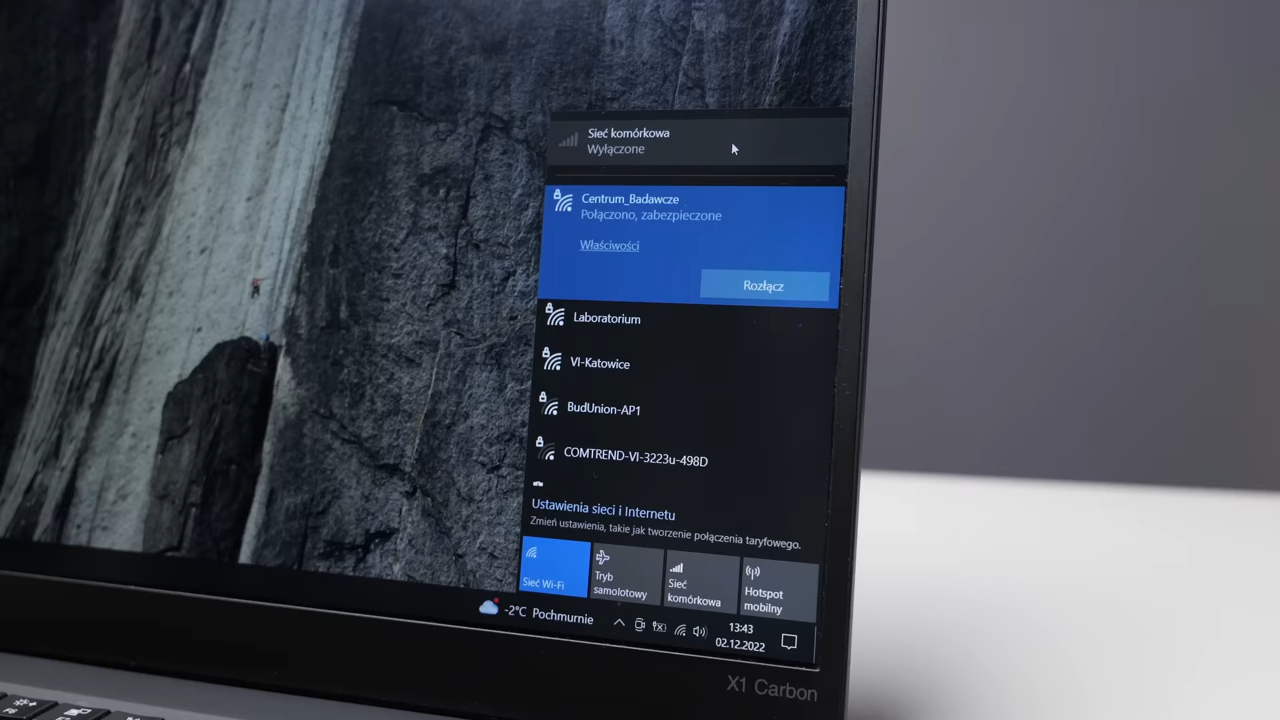 Sieć komórkowa
Wyłączone
Centrum_Badawcze
Połączono, zabezpieczone
Właściwości
Rozłącz
Laboratorium
VI-Katowice
BudUnion-AP1
COMTREND-VI-3223u-498D
Ustawienia sieci i Internetu
Zmień ustawienia, takie jak tworzenie połączenia taryfowego.
Sieć Wi-Fi
Tryb samolotowy
Sieć komórkowa
Hotspot mobilny
-2°C Pochmurnie
13:43
02.12.2022
X1 Carbon
F8